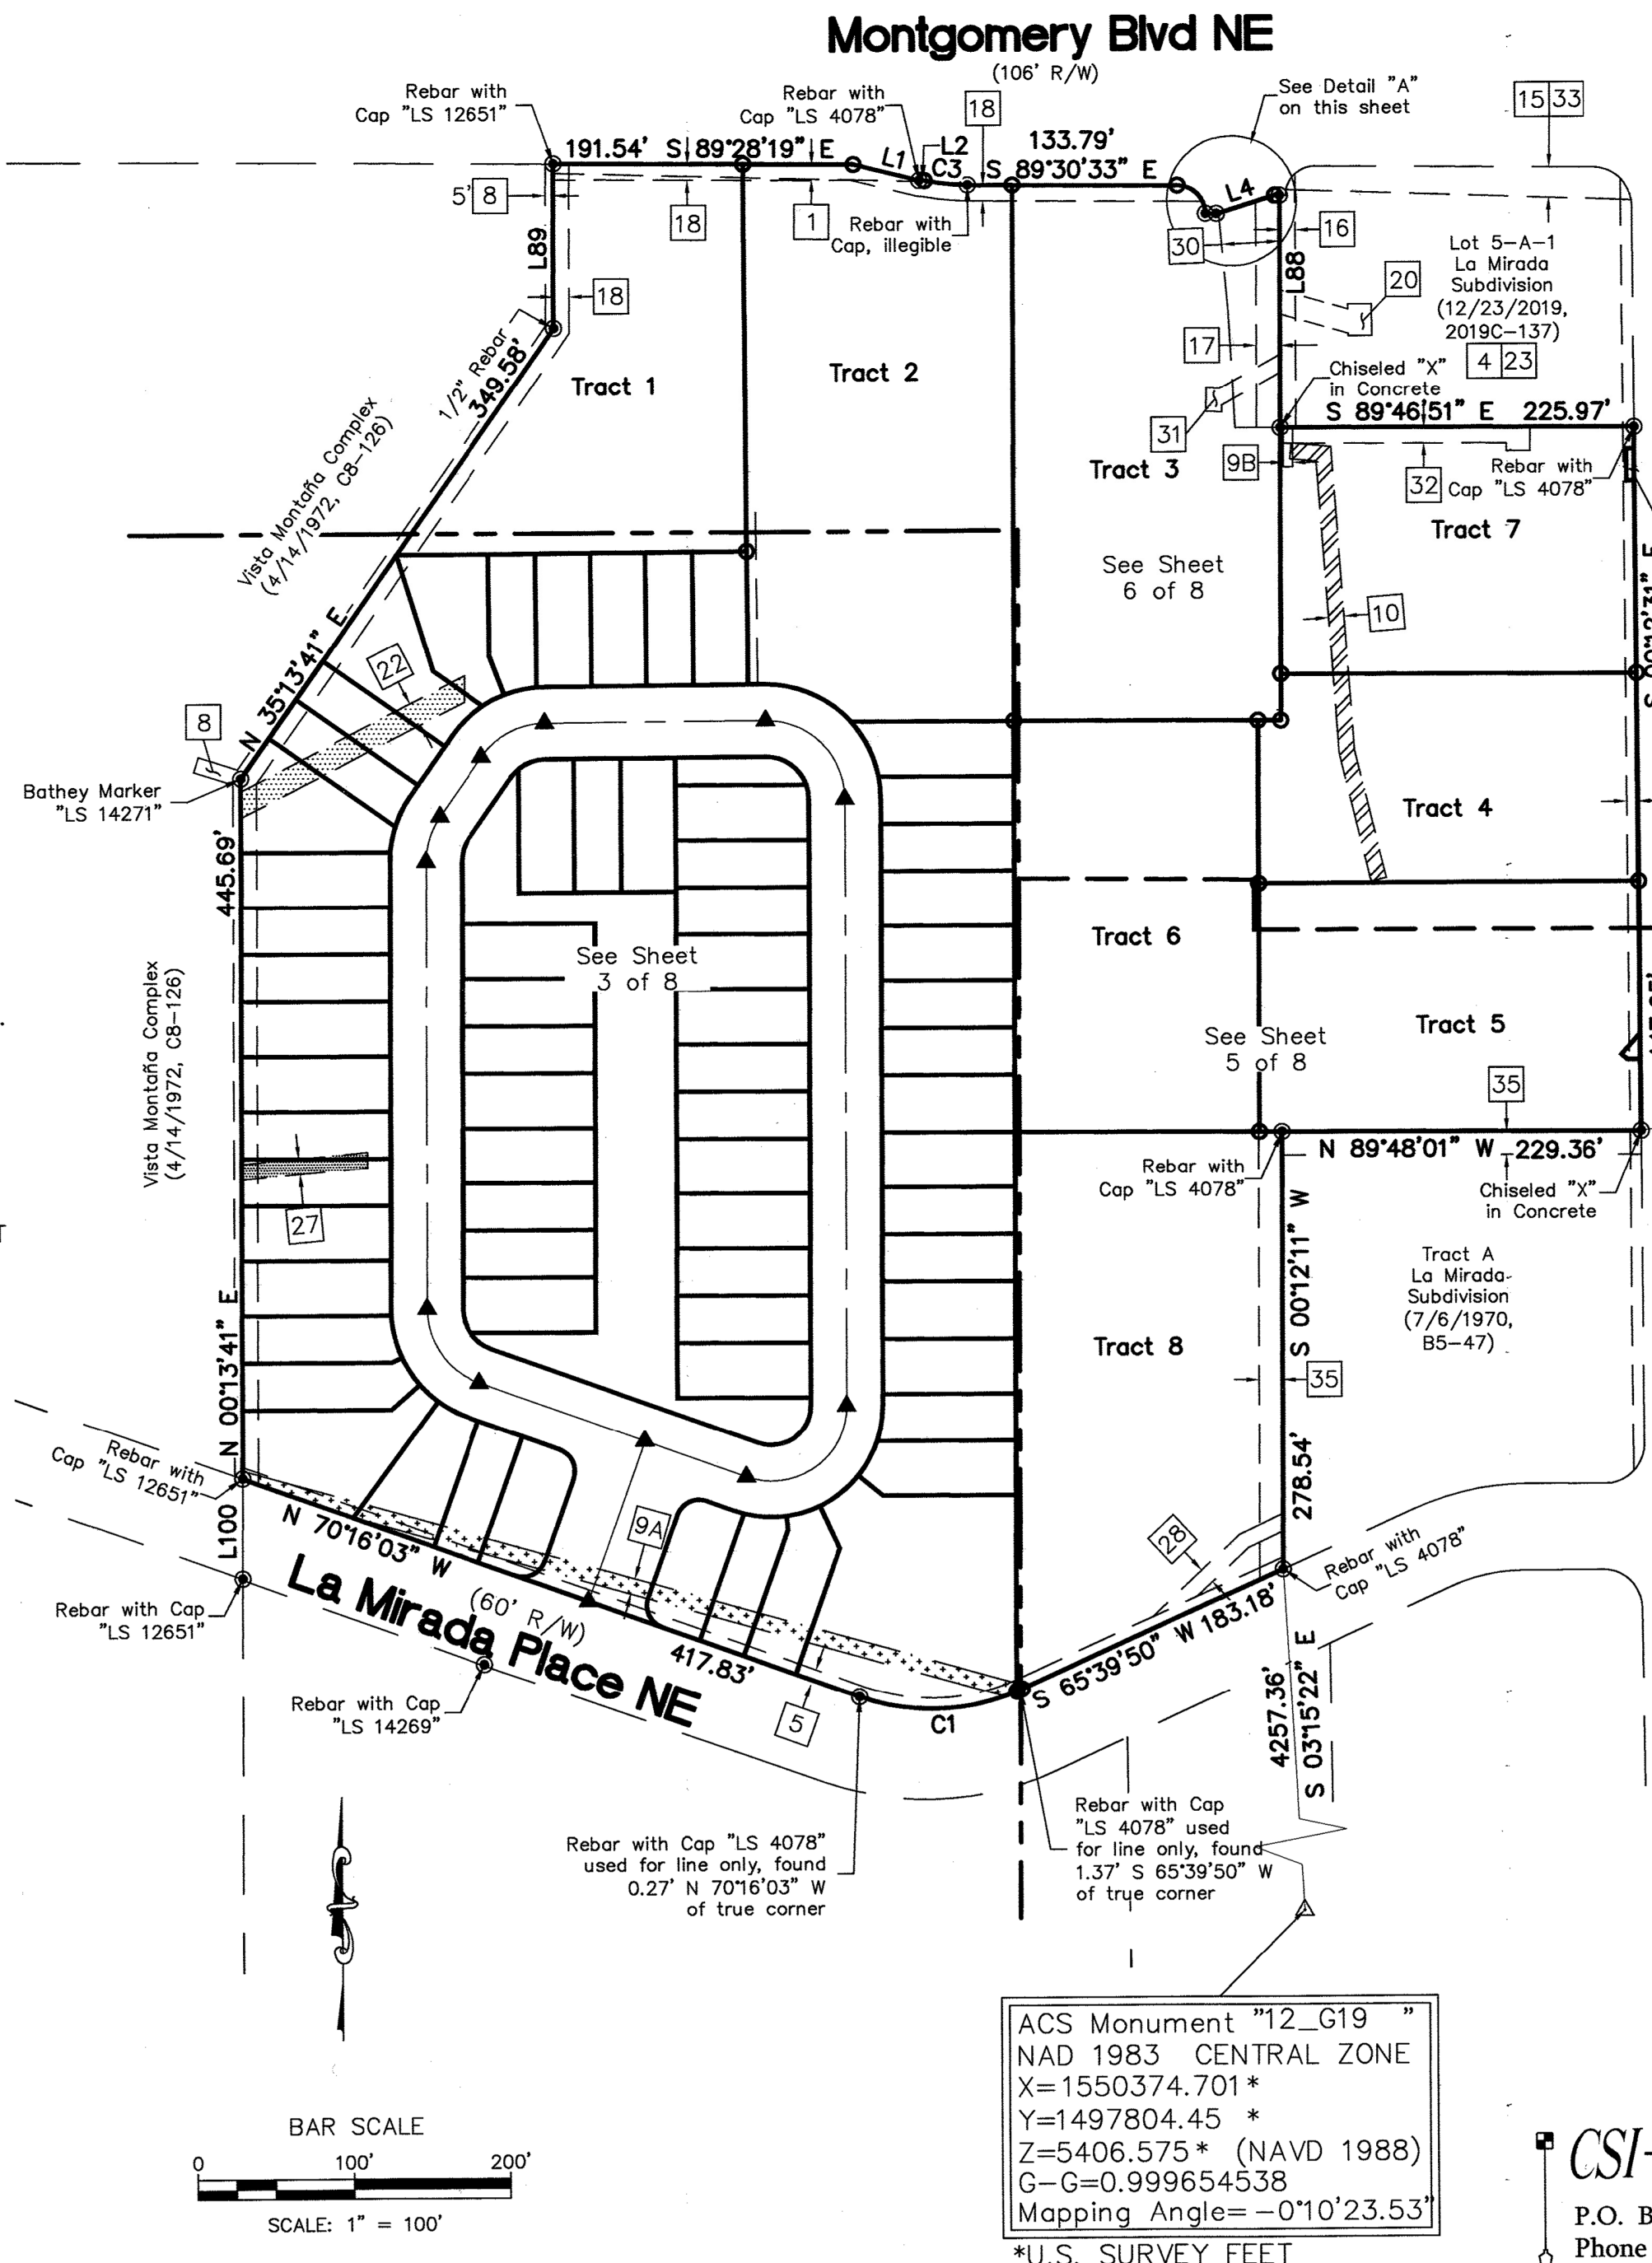 Montgomery Blvd NE
(106' R/W)
Rebar with
Cap "LS 12651"
Rebar with
Cap "LS 4078"
18
See Detail "A"
on this sheet
15 33
191.54' S 89°28'19" E
L1
L2
C3
133.79'
S 89°30'33" E
L4
5' 8
18
1
Rebar with
Cap, illegible
30
16
L89
L88
18
20
Lot 5-A-1
La Mirada
Subdivision
(12/23/2019,
2019C-137)
4 23
17
1/2" Rebar
349.58'
Tract 1
Tract 2
Chiseled "X"
in Concrete
S 89°46'51" E 225.97'
31
Vista Montaña Complex
(4/14/1972, C8-126)
Tract 3
9B
32
Rebar with
Cap "LS 4078"
Tract 7
See Sheet
6 of 8
10
S 00°12'31" E
N 35°13'41" E
22
8
Bathey Marker
"LS 14271"
Tract 4
445.69'
Tract 6
See Sheet
3 of 8
Vista Montaña Complex
(4/14/1972, C8-126)
See Sheet
5 of 8
Tract 5
35
N 89°48'01" W 229.36'
Rebar with
Cap "LS 4078"
Chiseled "X"
in Concrete
27
S 00°12'11" W
Tract A
La Mirada
Subdivision
(7/6/1970,
B5-47)
N 00°13'41" E
Tract 8
35
278.54'
Rebar with
Cap "LS 12651"
L100
N 70°16'03" W
9A
28
Rebar with
Cap "LS 4078"
La Mirada Place NE
(60' R/W)
Rebar with Cap
"LS 12651"
417.83'
5
C1
S 65°39'50" W 183.18'
4257.36'
S 03°15'22" E
Rebar with Cap
"LS 14269"
Rebar with Cap "LS 4078"
used for line only, found
0.27' N 70°16'03" W
of true corner
Rebar with Cap
"LS 4078" used
for line only, found
1.37' S 65°39'50" W
of true corner
ACS Monument "12_G19 "
NAD 1983 CENTRAL ZONE
X=1550374.701*
Y=1497804.45 *
Z=5406.575* (NAVD 1988)
G-G=0.999654538
Mapping Angle= -0°10'23.53"
*U.S. SURVEY FEET
BAR SCALE
0 100' 200'
SCALE: 1" = 100'
CSI-
P.O. B
Phone